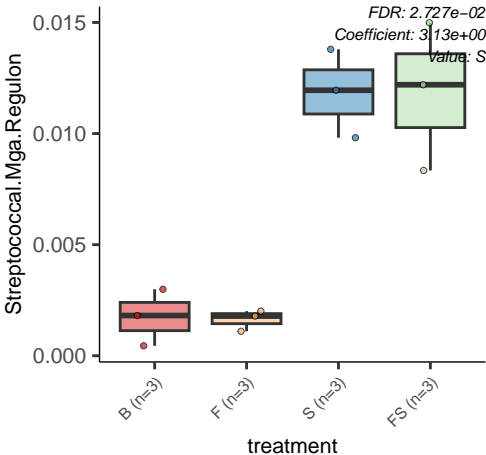 FDR: 2.727e−02
Coefficient: 3.13e+00
Value: S
Streptococcal.Mga.Regulon
0.015
0.010
0.005
0.000
B (n=3)
F (n=3)
S (n=3)
FS (n=3)
treatment